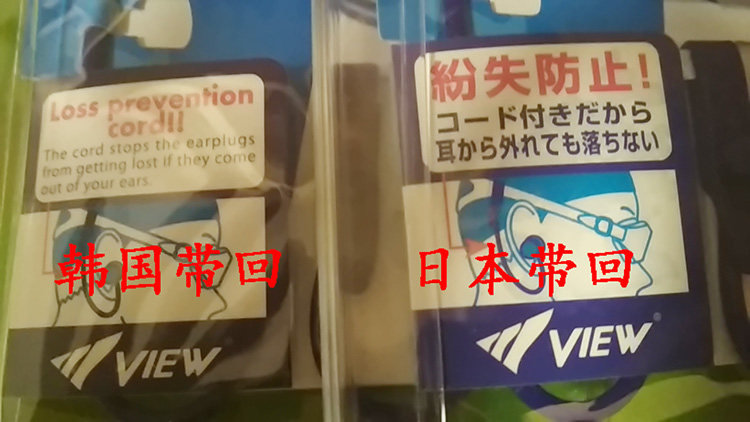 Loss prevention
cord!!
The cord stops the earplugs
from getting lost if they come
out of your ears
韩国带回
VIEW
紛失防止!
コード付きだから
耳から外れても落ちない
日本带回
VIEW